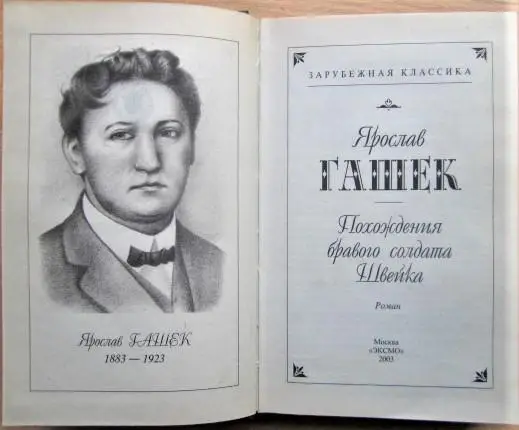 Ярослав ГАШЕК
1883 — 1923
ЗАРУБЕЖНАЯ КЛАССИКА
Ярослав
ГАШЕК
Похождения
бравого солдата
Швейка
Роман
Москва
«ЭКСМО»
2003